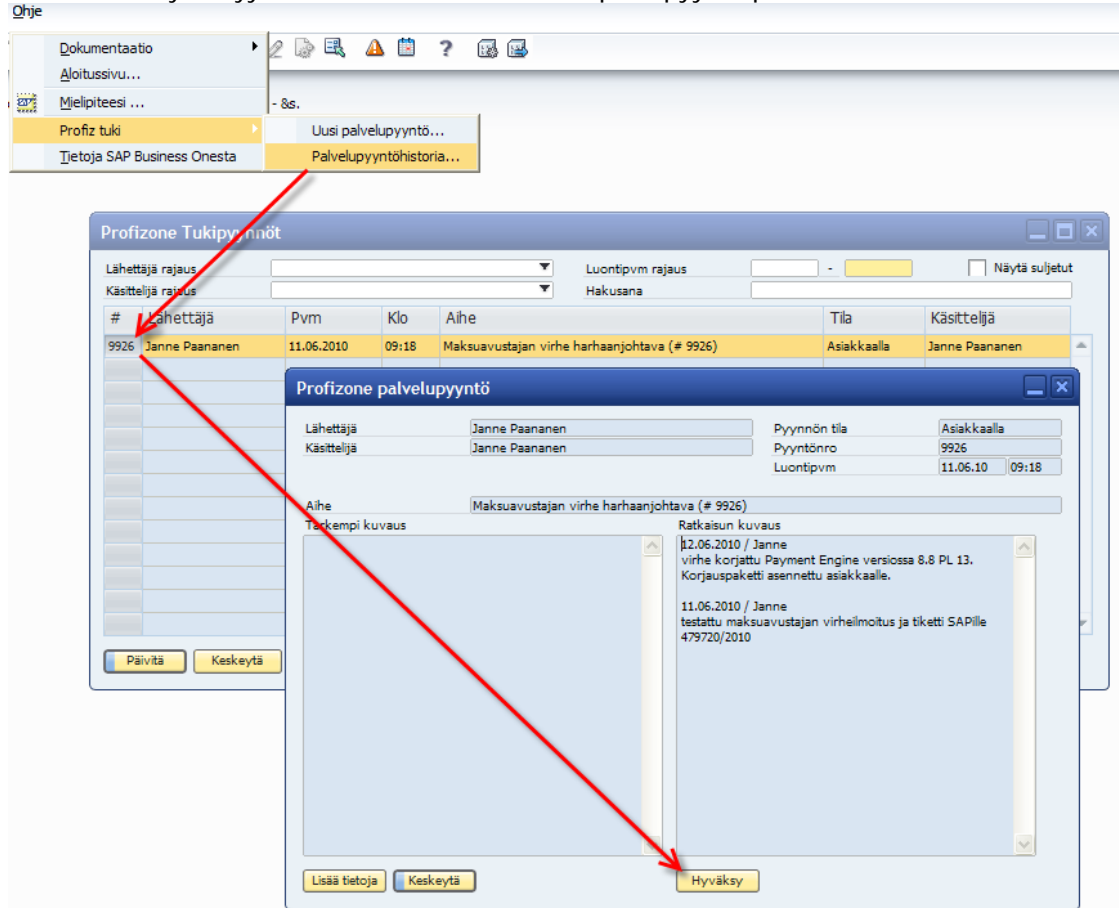 Ohje
Dokumentaatio
Aloitussivu...
Mielipiteesi ...
- &s.
Profiz tuki
Uusi palvelupyyntö...
Tietoja SAP Business Onesta
Palvelupyyntöhistoria...
Profizone Tukipyynnöt
Lähettäjä rajaus
Luontipvm rajaus
-
Näytä suljetut
Käsittelijä rajaus
Hakusana
# Lähettäjä Pvm Klo Aihe Tila Käsittelijä
9926 Janne Paananen 11.06.2010 09:18 Maksuavustajan virhe harhaanjohtava (# 9926) Asiakkaalla Janne Paananen
Profizone palvelupyyntö
Lähettäjä Janne Paananen Pyynnön tila Asiakkaalla
Käsittelijä Janne Paananen Pyyntönro 9926
Luontipvm 11.06.10 09:18
Aihe Maksuavustajan virhe harhaanjohtava (# 9926)
Tarkempi kuvaus
Ratkaisun kuvaus
12.06.2010 / Janne
virhe korjattu Payment Engine versiossa 8.8 PL 13.
Korjauspaketti asennettu asiakkaalle.
11.06.2010 / Janne
testattu maksuavustajan virheilmoitus ja tiketti SAPille
479720/2010
Päivitä Keskeytä
Lisää tietoja Keskeytä Hyväksy